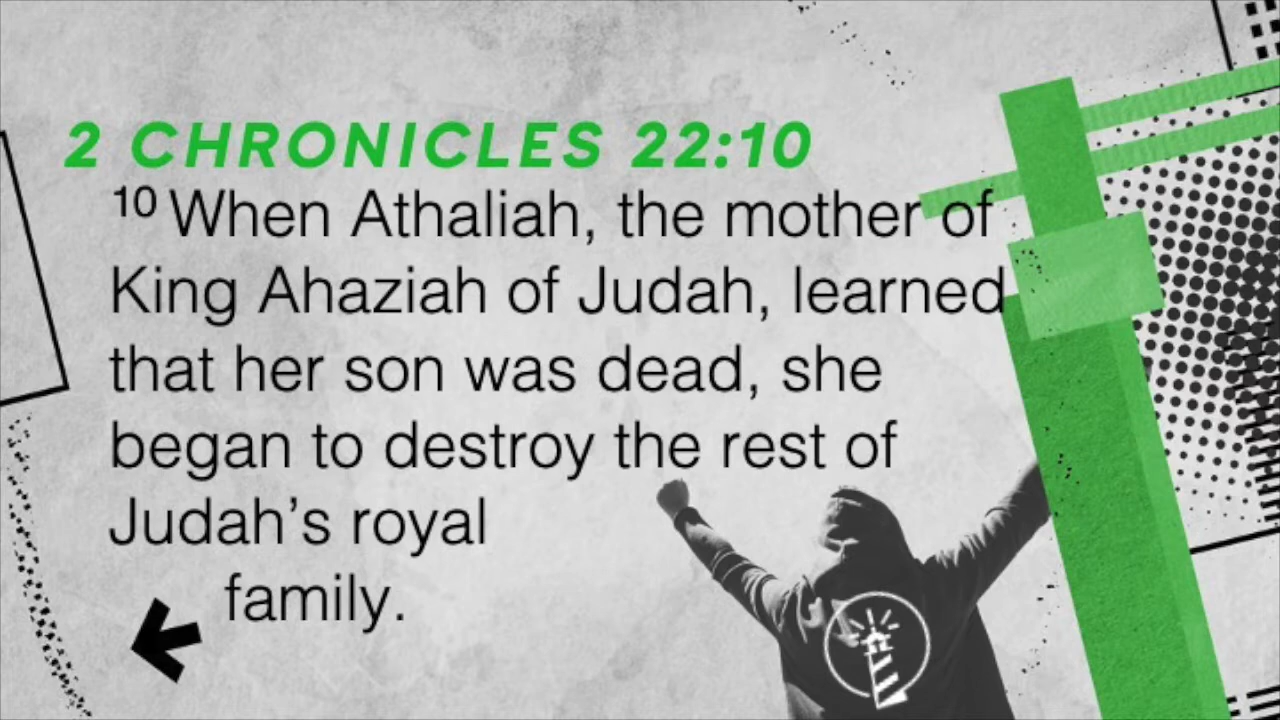 2 CHRONICLES 22:10
10 When Athaliah, the mother of
King Ahaziah of Judah, learned
that her son was dead, she
began to destroy the rest of
Judah’s royal
family.